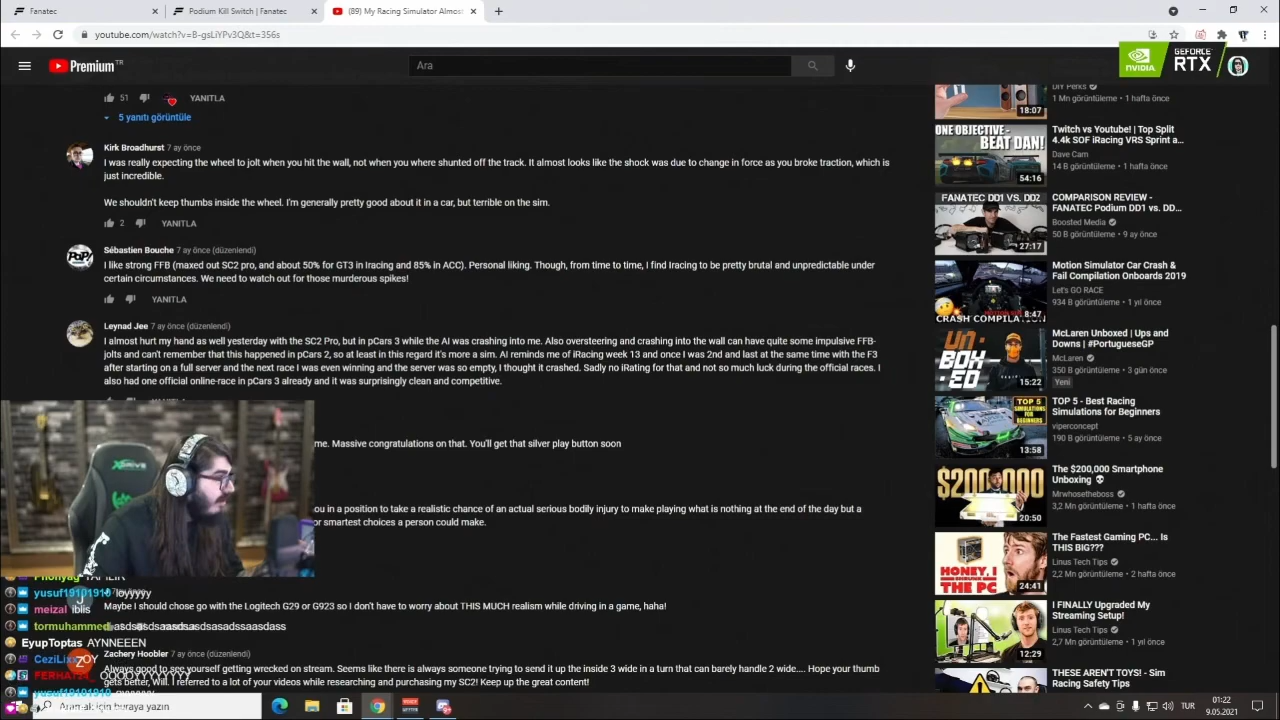 Fanatec
Podium Kill Switch | Fanatec
(89) My Racing Simulator Almos
youtube.com/watch?v=B-gsLiYPv3Q&t=356s
Premium TR
Ara
NVIDIA
GEFORCE RTX
51 YANITLA
5 yanıtı görüntüle
Kirk Broadhurst 7 ay önce
I was really expecting the wheel to jolt when you hit the wall, not when you where shunted off the track. It almost looks like the shock was due to change in force as you broke traction, which is
just incredible.
We shouldn't keep thumbs inside the wheel. I'm generally pretty good about it in a car, but terrible on the sim.
2 YANITLA
Sébastien Bouche 7 ay önce (düzenlendi)
I like strong FFB (maxed out SC2 pro, and about 50% for GT3 in Iracing and 85% in ACC). Personal liking. Though, from time to time, I find Iracing to be pretty brutal and unpredictable under
certain circumstances. We need to watch out for those murderous spikes!
YANITLA
Leynad Jee 7 ay önce (düzenlendi)
I almost hurt my hand as well yesterday with the SC2 Pro, but in pCars 3 while the AI was crashing into me. Also oversteering and crashing into the wall can have quite some impulsive FFB-
jolts and can't remember that this happened in pCars 2, so at least in this regard it's more a sim. AI reminds me of iRacing week 13 and once I was 2nd and last at the same time with the F3
after starting on a full server and the next race I was even winning and the server was so empty, I thought it crashed. Sadly no iRating for that and not so much luck during the official races. I
also had one official online-race in pCars 3 already and it was surprisingly clean and competitive.
me. Massive congratulations on that. You'll get that silver play button soon
ou in a position to take a realistic chance of an actual serious bodily injury to make playing what is nothing at the end of the day but a
or smartest choices a person could make.
yusuf19101910 oyyyyy
Maybe I should chose go with the Logitech G29 or G923 so I don't have to worry about THIS MUCH realism while driving in a game, haha!
meizal iblis
tormuhammed
EyupToptas AYNNEEEN
Zachery Hoobler 7 ay önce (düzenlendi)
Always good to see yourself getting wrecked on stream. Seems like there is always someone trying to send it up the inside 3 wide in a turn that can barely handle 2 wide.... Hope your thumb
gets better, Will. I referred to a lot of your videos while researching and purchasing my SC2! Keep up the great content!
yusuf19101910
DIY Perks
1 Mn görüntüleme • 1 hafta önce
18:07
ONE OBJECTIVE -
BEAT DAN!
54:16
Twitch vs Youtube! | Top Split
4.4k SOF iRacing VRS Sprint a...
Dave Cam
14 B görüntüleme • 1 hafta önce
FANATEC DD1 VS. DD2
27:17
COMPARISON REVIEW -
FANATEC Podium DD1 vs. DD...
Boosted Media
50 B görüntüleme • 9 ay önce
CRASH COMPILATION
8:47
Motion Simulator Car Crash &
Fail Compilation Onboards 2019
Let's GO RACE
934 B görüntüleme • 1 yıl önce
UN
BOX
ED
15:22
McLaren Unboxed | Ups and
Downs | #PortugueseGP
McLaren
350 B görüntüleme • 3 gün önce
Yeni
TOP 5
SIMULATIONS
FOR
BEGINNERS
13:58
TOP 5 - Best Racing
Simulations for Beginners
viperconcept
190 B görüntüleme • 5 ay önce
$200,000
20:50
The $200,000 Smartphone
Unboxing
Mrwhosetheboss
3,2 Mn görüntüleme • 1 hafta önce
HONEY, I
THE PC
24:41
The Fastest Gaming PC... Is
THIS BIG???
Linus Tech Tips
2,2 Mn görüntüleme • 2 hafta önce
12:29
I FINALLY Upgraded My
Streaming Setup!
Linus Tech Tips
2,7 Mn görüntüleme • 1 yıl önce
THESE AREN'T TOYS! - Sim
Racing Safety Tips
Aramak için buraya yazın
TUR
01:22
9.05.2021